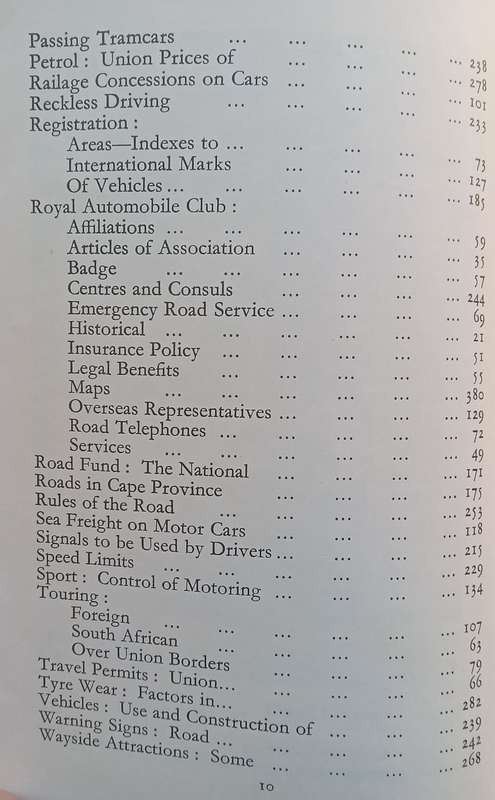 Passing Tramcars ... ... ... ... ... 238
Petrol : Union Prices of ... ... ... ... 278
Railage Concessions on Cars ... ... ... ... 101
Reckless Driving ... ... ... ... ... 233
Registration :
Areas—Indexes to ... ... ... ... ... 73
International Marks ... ... ... ... 127
Of Vehicles ... ... ... ... ... ... 185
Royal Automobile Club :
Affiliations ... ... ... ... ... ... 59
Articles of Association ... ... ... ... 35
Badge ... ... ... ... ... ... 57
Centres and Consuls ... ... ... ... 244
Emergency Road Service ... ... ... ... 69
Historical ... ... ... ... ... ... 21
Insurance Policy ... ... ... ... ... 51
Legal Benefits ... ... ... ... ... 55
Maps ... ... ... ... ... ... 380
Overseas Representatives ... ... ... ... 129
Road Telephones ... ... ... ... ... 72
Services ... ... ... ... ... ... 49
Road Fund : The National ... ... ... ... 171
Roads in Cape Province ... ... ... ... 175
Rules of the Road ... ... ... ... ... 253
Sea Freight on Motor Cars ... ... ... ... 118
Signals to be Used by Drivers ... ... ... ... 215
Speed Limits ... ... ... ... ... ... 229
Sport : Control of Motoring ... ... ... ... 134
Touring :
Foreign ... ... ... ... ... ... 107
South African ... ... ... ... ... 63
Over Union Borders ... ... ... ... 79
Travel Permits : Union... ... ... ... ... 66
Tyre Wear : Factors in... ... ... ... ... 282
Vehicles : Use and Construction of ... ... ... 239
Warning Signs : Road ... ... ... ... ... 242
Wayside Attractions : Some ... ... ... ... 268
10